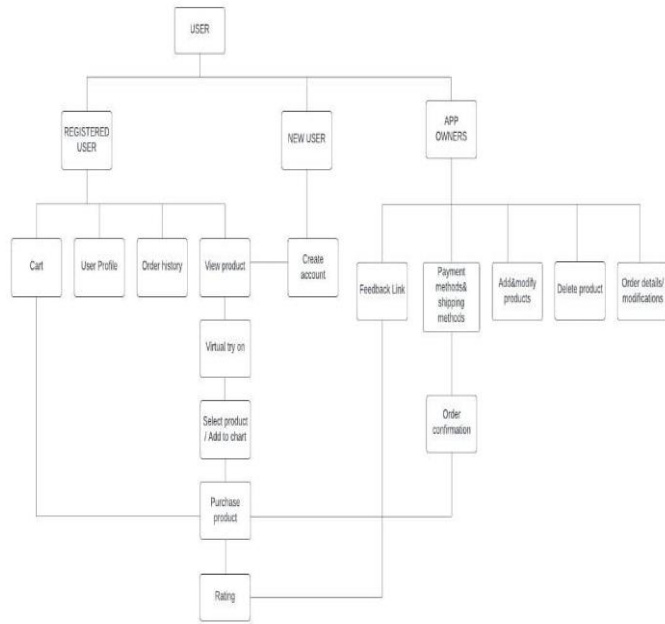 USER
REGISTERED
USER
NEW USER
APP
OWNERS
Cart
User Profile
Order history
View product
Create
account
Feedback Link
Payment
methods&
shipping
methods
Add&modify
products
Delete product
Order details/
modifications
Virtual try on
Select product
/ Add to chart
Order
confirmation
Purchase
product
Rating